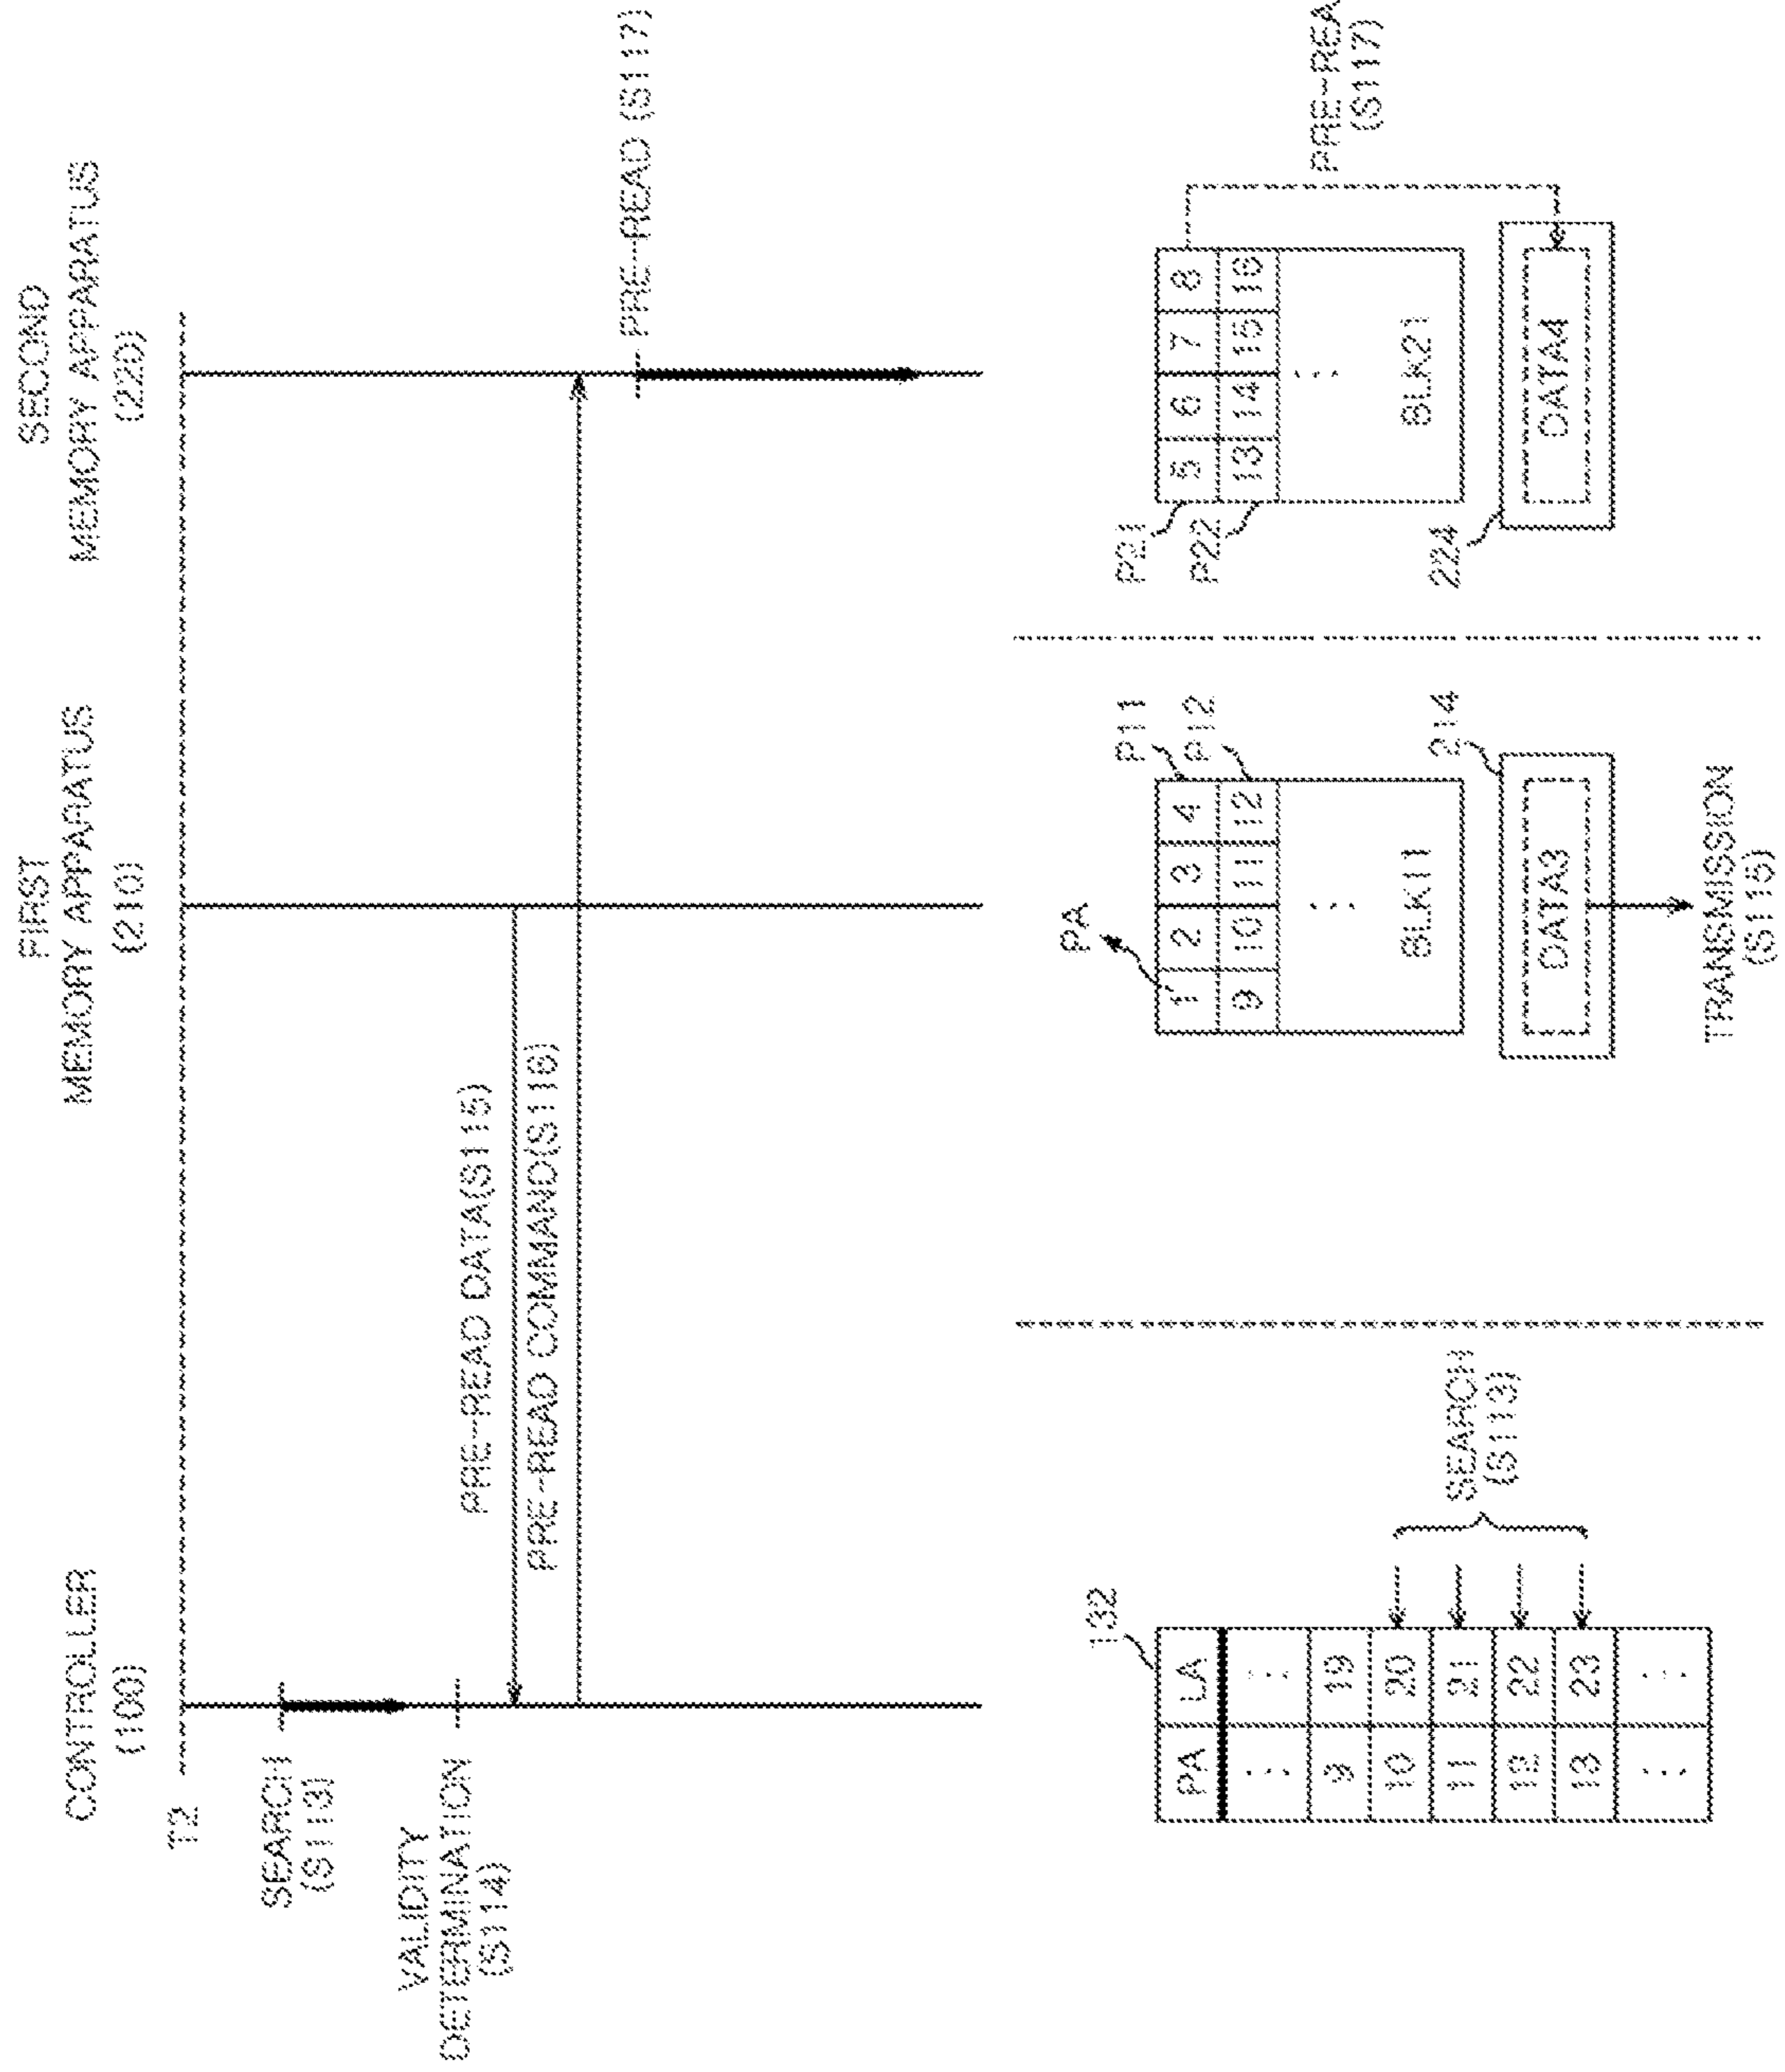 CONTROLLER
(100)
FIRST
MEMORY APPARATUS
(210)
SECOND
MEMORY APPARATUS
(220)
T2
SEARCH
(S113)
VALIDITY
DETERMINATION
(S114)
PRE-READ DATA(S115)
PRE-READ COMMAND(S116)
PRE-READ (S117)
132
PA LA
9 19
10 20
11 21
12 22
13 23
SEARCH
(S113)
PA
1 2 3 4
P11
9 10 11 12
P12
BLK11
214
DATA3
TRANSMISSION
(S115)
P21
5 6 7 8
P22
13 14 15 16
BLK21
224
DATA4
PRE-REA
(S117)